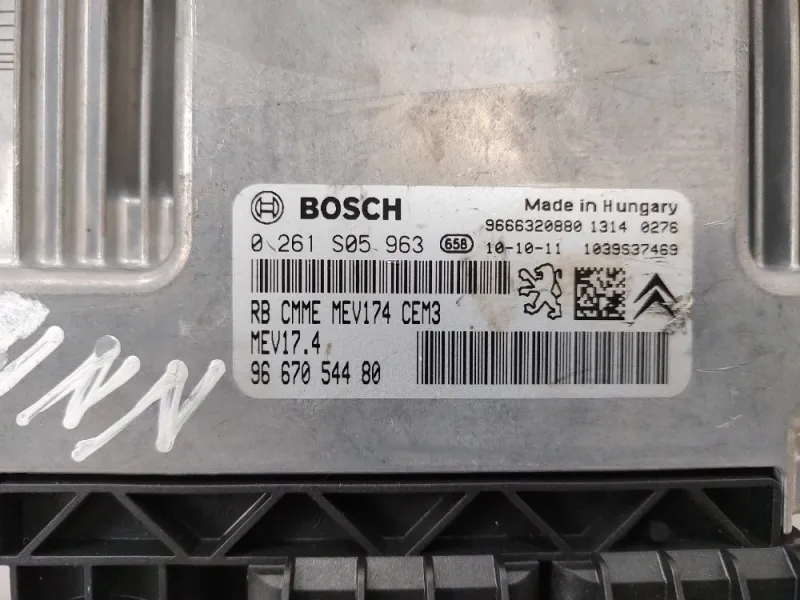 BOSCH
Made in Hungary
9666320880 1314 0276
0 261 S05 963 658
10-10-11 1039S37469
RB CMME MEV174 CEM3
MEV17.4
96 670 544 80